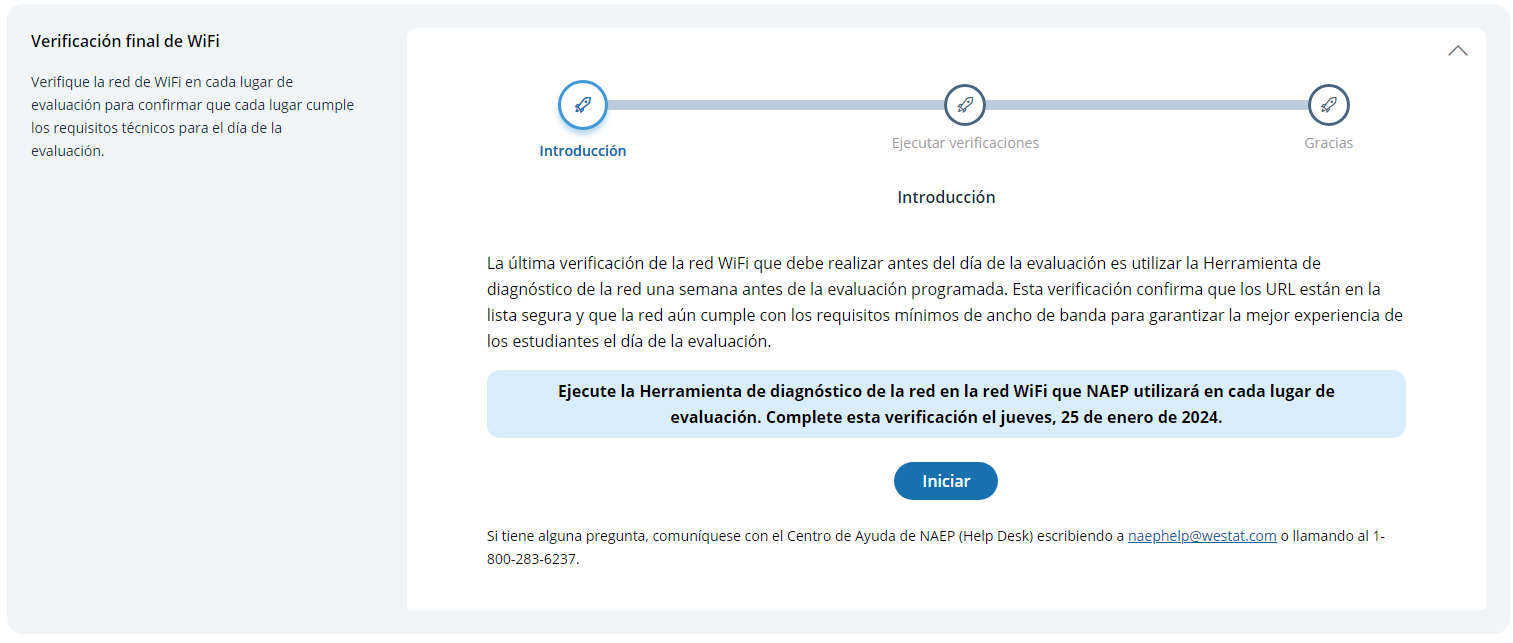 Verificación final de WiFi
Verifique la red de WiFi en cada lugar de
evaluación para confirmar que cada lugar cumple
los requisitos técnicos para el día de la
evaluación.
Introducción
Ejecutar verificaciones
Gracias
Introducción
La última verificación de la red WiFi que debe realizar antes del día de la evaluación es utilizar la Herramienta de
diagnóstico de la red una semana antes de la evaluación programada. Esta verificación confirma que los URL están en la
lista segura y que la red aún cumple con los requisitos mínimos de ancho de banda para garantizar la mejor experiencia de
los estudiantes el día de la evaluación.
Ejecute la Herramienta de diagnóstico de la red en la red WiFi que NAEP utilizará en cada lugar de
evaluación. Complete esta verificación el jueves, 25 de enero de 2024.
Iniciar
Si tiene alguna pregunta, comuníquese con el Centro de Ayuda de NAEP (Help Desk) escribiendo a naephelp@westat.com o llamando al 1-
800-283-6237.